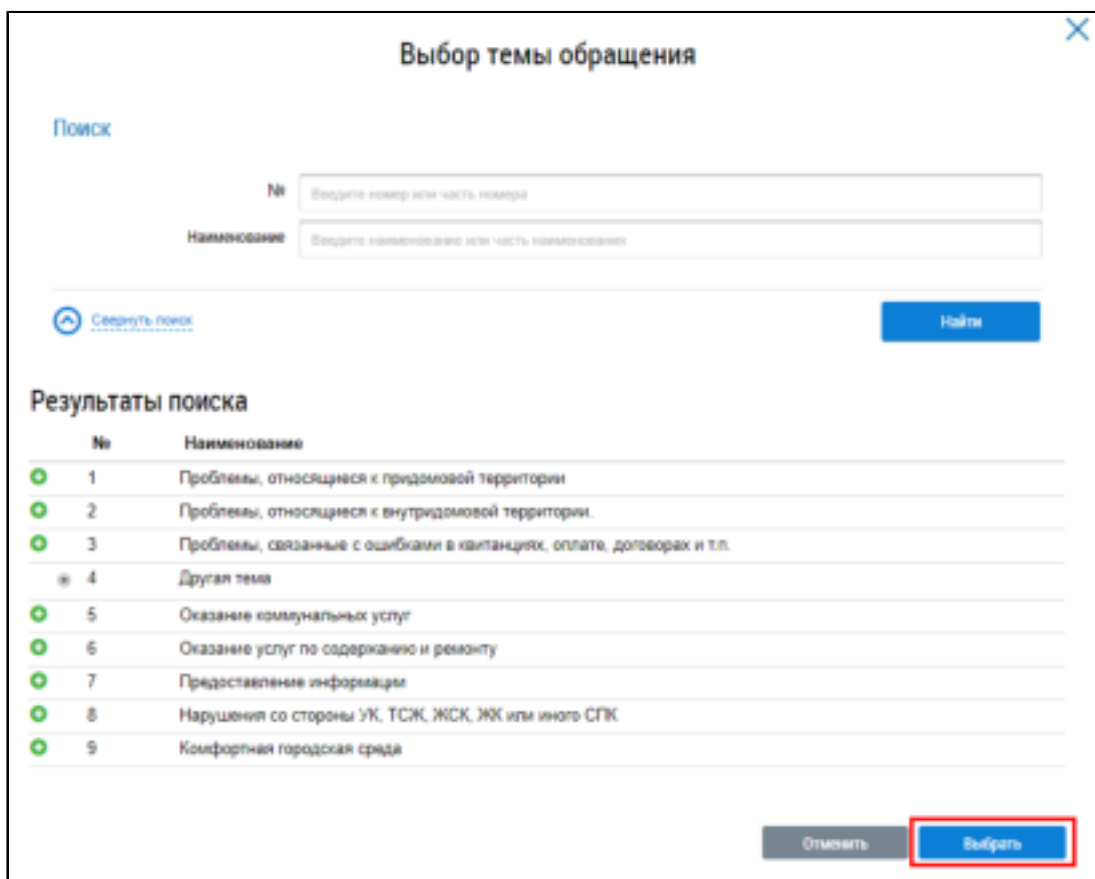 Выбор темы обращения
Поиск
№ Введите номер или часть номера
Наименование Введите наименование или часть наименования
Свернуть поиск Найти
Результаты поиска
№ Наименование
1 Проблемы, относящиеся к придомовой территории
2 Проблемы, относящиеся к внутридомовой территории.
3 Проблемы, связанные с ошибками в квитанциях, оплате, договорах и т.п.
4 Другая тема
5 Оказание коммунальных услуг
6 Оказание услуг по содержанию и ремонту
7 Предоставление информации
8 Нарушения со стороны УК, ТСЖ, ЖСК, ЖК или иного СПК
9 Комфортная городская среда
Отменить Выбрать